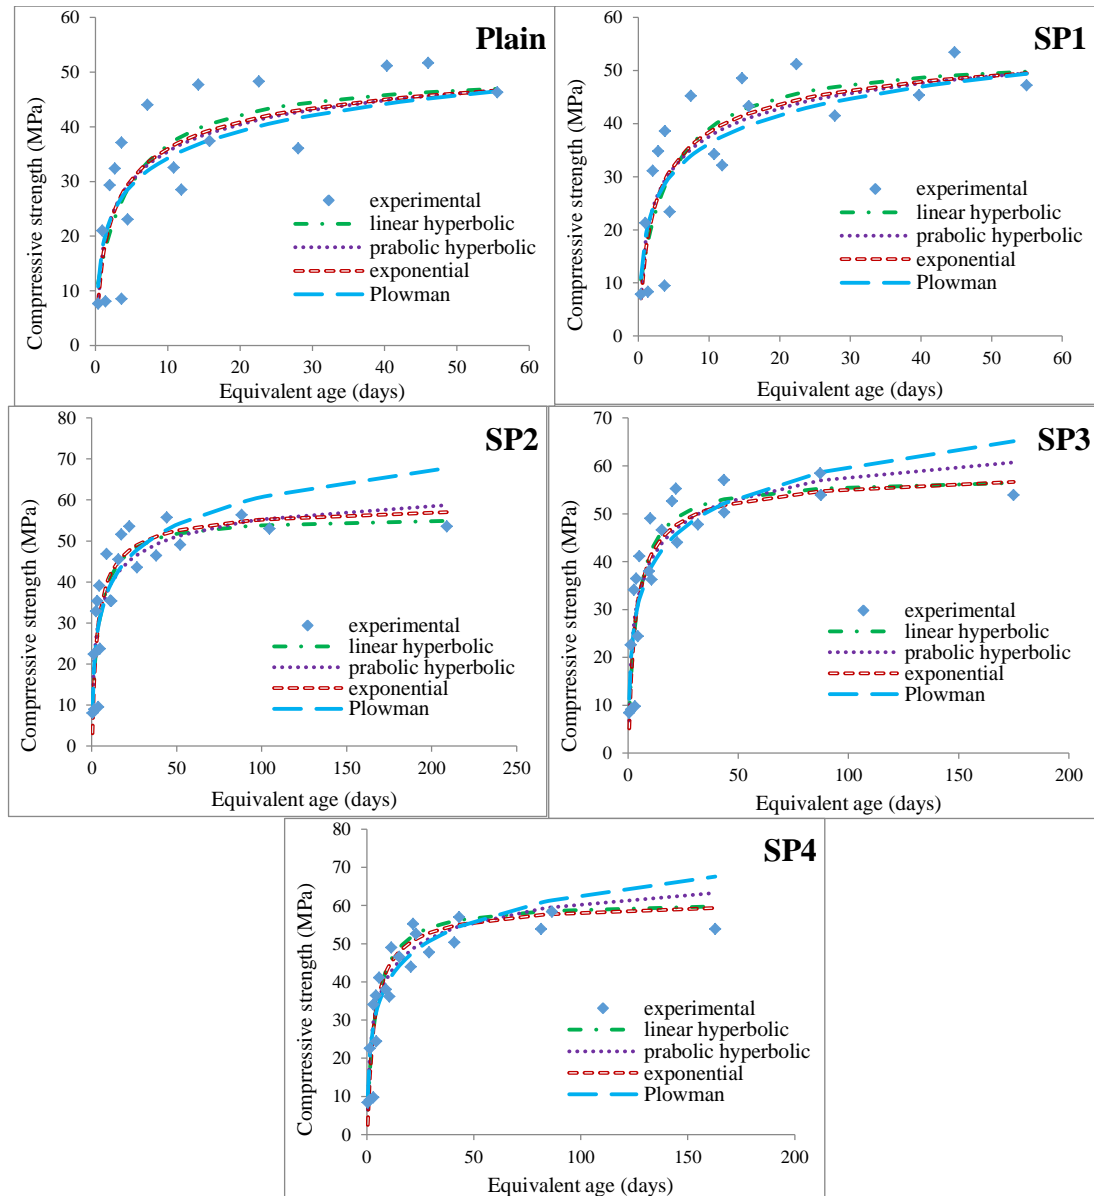 Plain
Comprressive strength (MPa)
60
50
40
30
20
10
0
experimental
linear hyperbolic
prabolic hyperbolic
exponential
Plowman
0 10 20 30 40 50 60
Equivalent age (days)
SP1
Comprressive strength (MPa)
60
50
40
30
20
10
0
experimental
linear hyperbolic
prabolic hyperbolic
exponential
Plowman
0 10 20 30 40 50 60
Equivalent age (days)
SP2
Comprressive strength (MPa)
80
70
60
50
40
30
20
10
0
experimental
linear hyperbolic
prabolic hyperbolic
exponential
Plowman
0 50 100 150 200 250
Equivalent age (days)
SP3
Comprressive strength (MPa)
70
60
50
40
30
20
10
0
experimental
linear hyperbolic
prabolic hyperbolic
exponential
Plowman
0 50 100 150 200
Equivalent age (days)
SP4
Comprressive strength (MPa)
80
70
60
50
40
30
20
10
0
experimental
linear hyperbolic
prabolic hyperbolic
exponential
Plowman
0 50 100 150 200
Equivalent age (days)